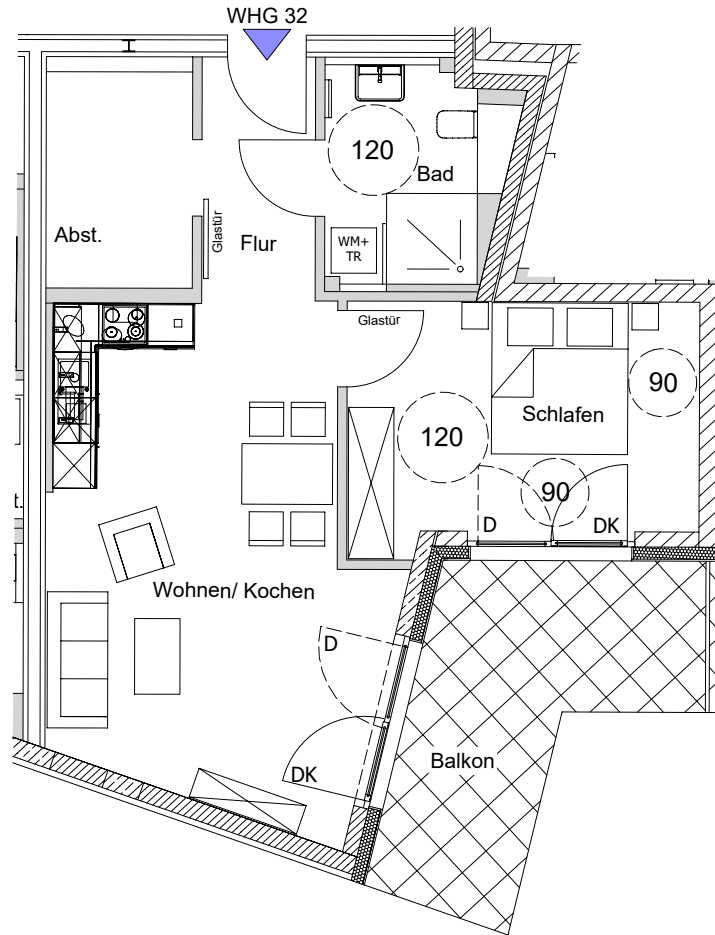 WHG 32
120
Bad
Abst.
Glastür
Flur
WM+
TR
Glastür
90
Schlafen
120
90
D
DK
t.
Wohnen/ Kochen
D
DK
Balkon